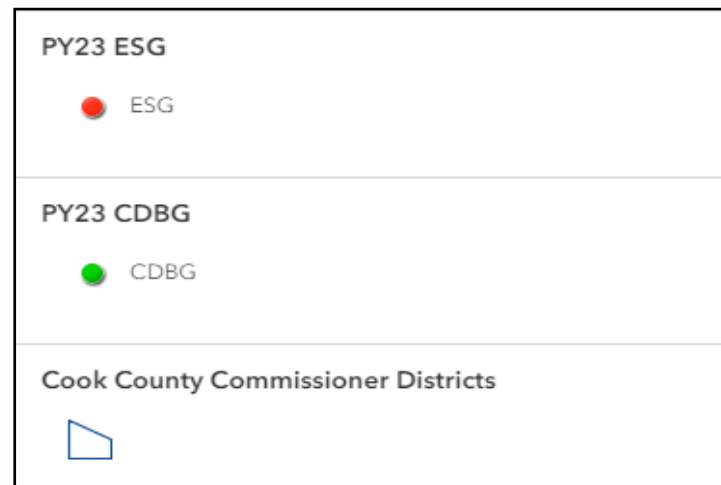 PY23 ESG
ESG
PY23 CDBG
CDBG
Cook County Commissioner Districts